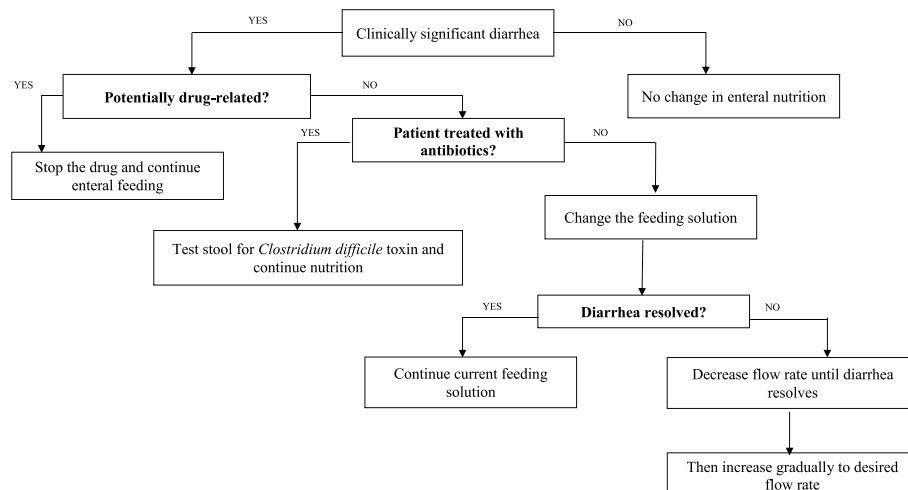 YES
Clinically significant diarrhea
NO
YES
Potentially drug-related?
NO
No change in enteral nutrition
YES
Patient treated with
antibiotics?
NO
Stop the drug and continue
enteral feeding
Change the feeding solution
Test stool for Clostridium difficile toxin and
continue nutrition
YES
Diarrhea resolved?
NO
Continue current feeding
solution
Decrease flow rate until diarrhea
resolves
Then increase gradually to desired
flow rate